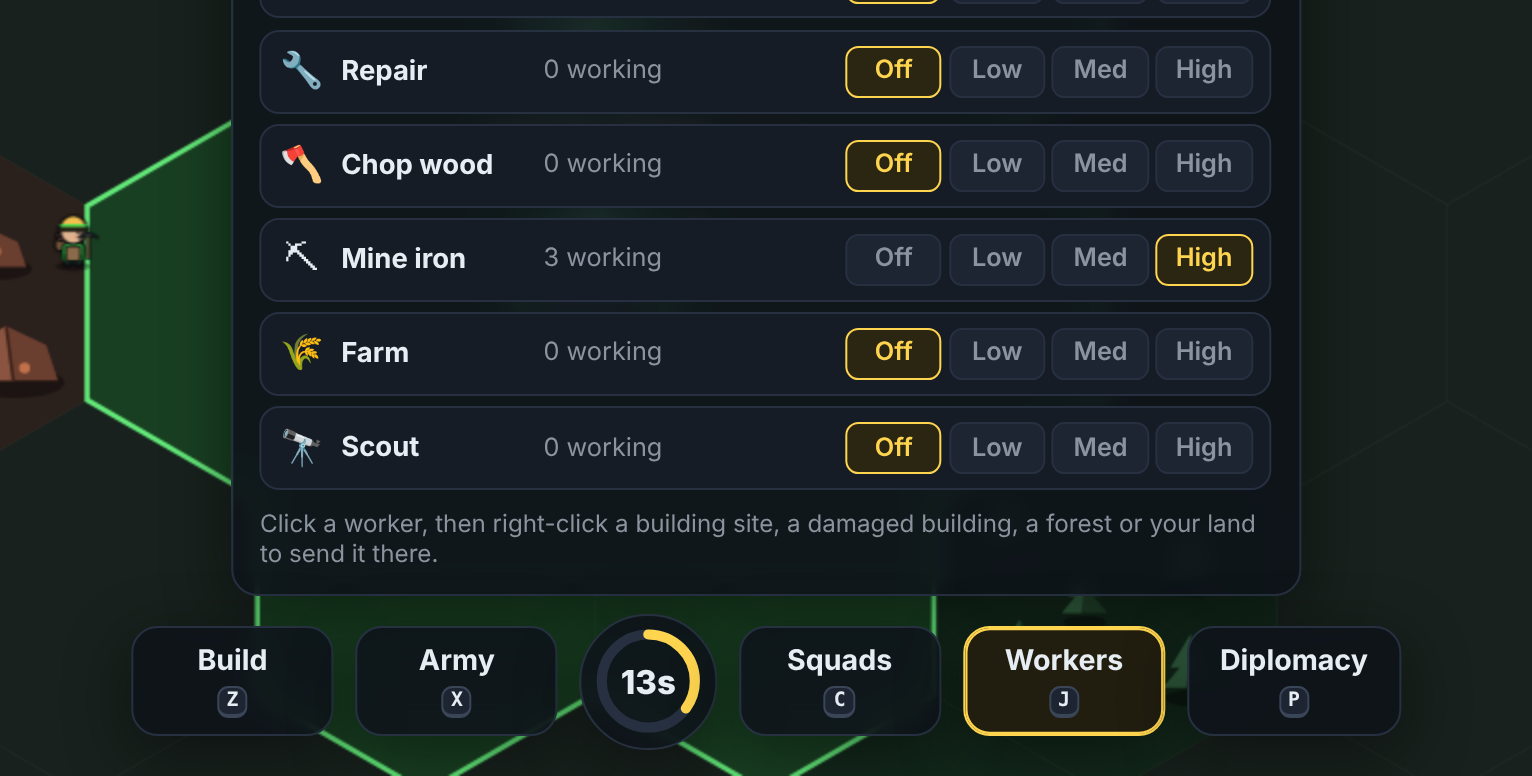 Repair 0 working Off Low Med High
Chop wood 0 working Off Low Med High
Mine iron 3 working Off Low Med High
Farm 0 working Off Low Med High
Scout 0 working Off Low Med High
Click a worker, then right-click a building site, a damaged building, a forest or your land
to send it there.
Build Army 13s Squads Workers Diplomacy
Z X C J P